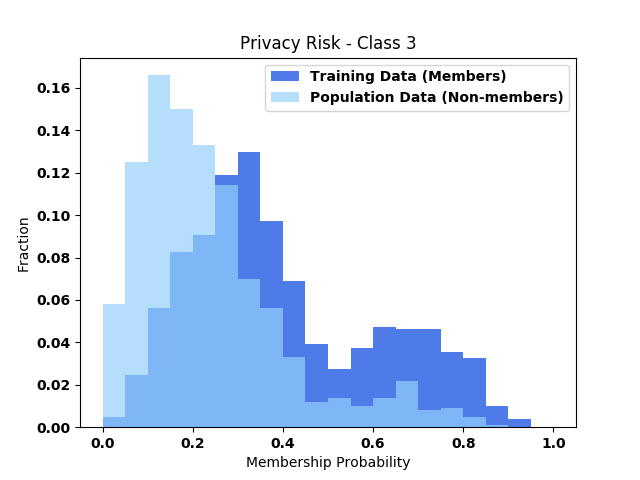 Privacy Risk - Class 3
Training Data (Members)
Population Data (Non-members)
Fraction
0.16
0.14
0.12
0.10
0.08
0.06
0.04
0.02
0.00
0.0 0.2 0.4 0.6 0.8 1.0
Membership Probability